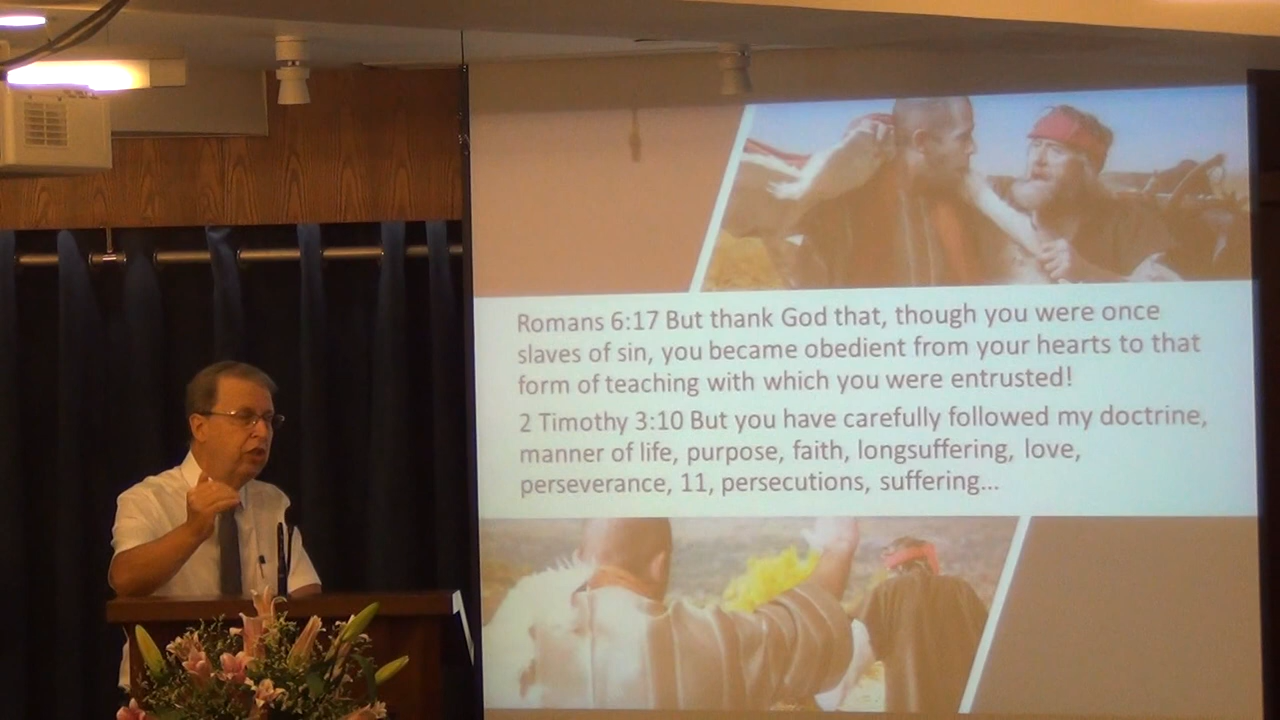 Romans 6:17 But thank God that, though you were once
slaves of sin, you became obedient from your hearts to that
form of teaching with which you were entrusted!
2 Timothy 3:10 But you have carefully followed my doctrine,
manner of life, purpose, faith, longsuffering, love,
perseverance, 11, persecutions, suffering...